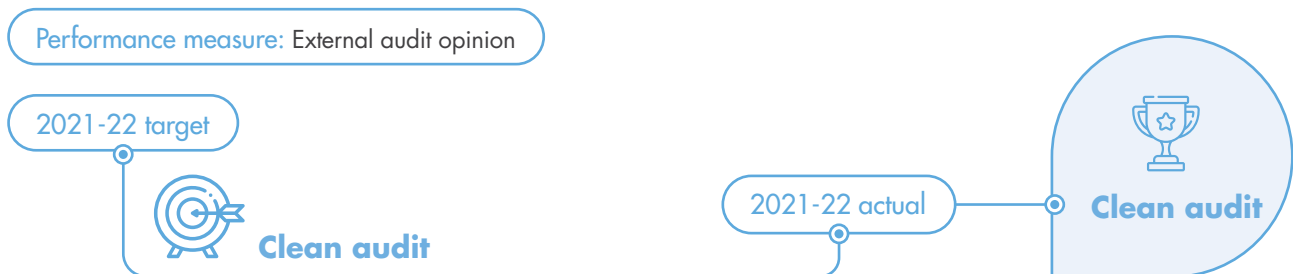 Performance measure: External audit opinion
2021-22 target
Clean audit
2021-22 actual
Clean audit